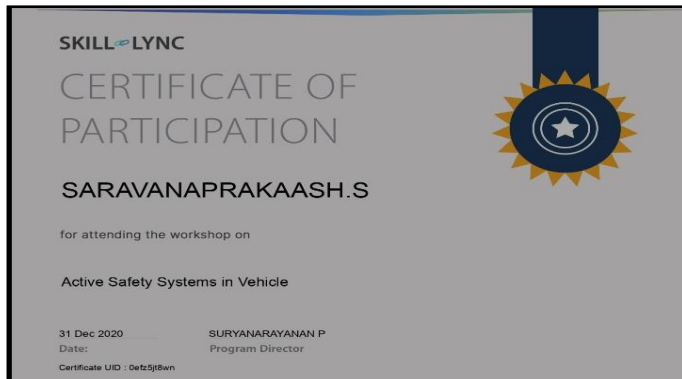 SKILL LYNC
CERTIFICATE OF
PARTICIPATION
SARAVANAPRAKAASH.S
for attending the workshop on
Active Safety Systems in Vehicle
31 Dec 2020 SURYANARAYANAN P
Date: Program Director
Certificate UID : 0efz5jt8wn